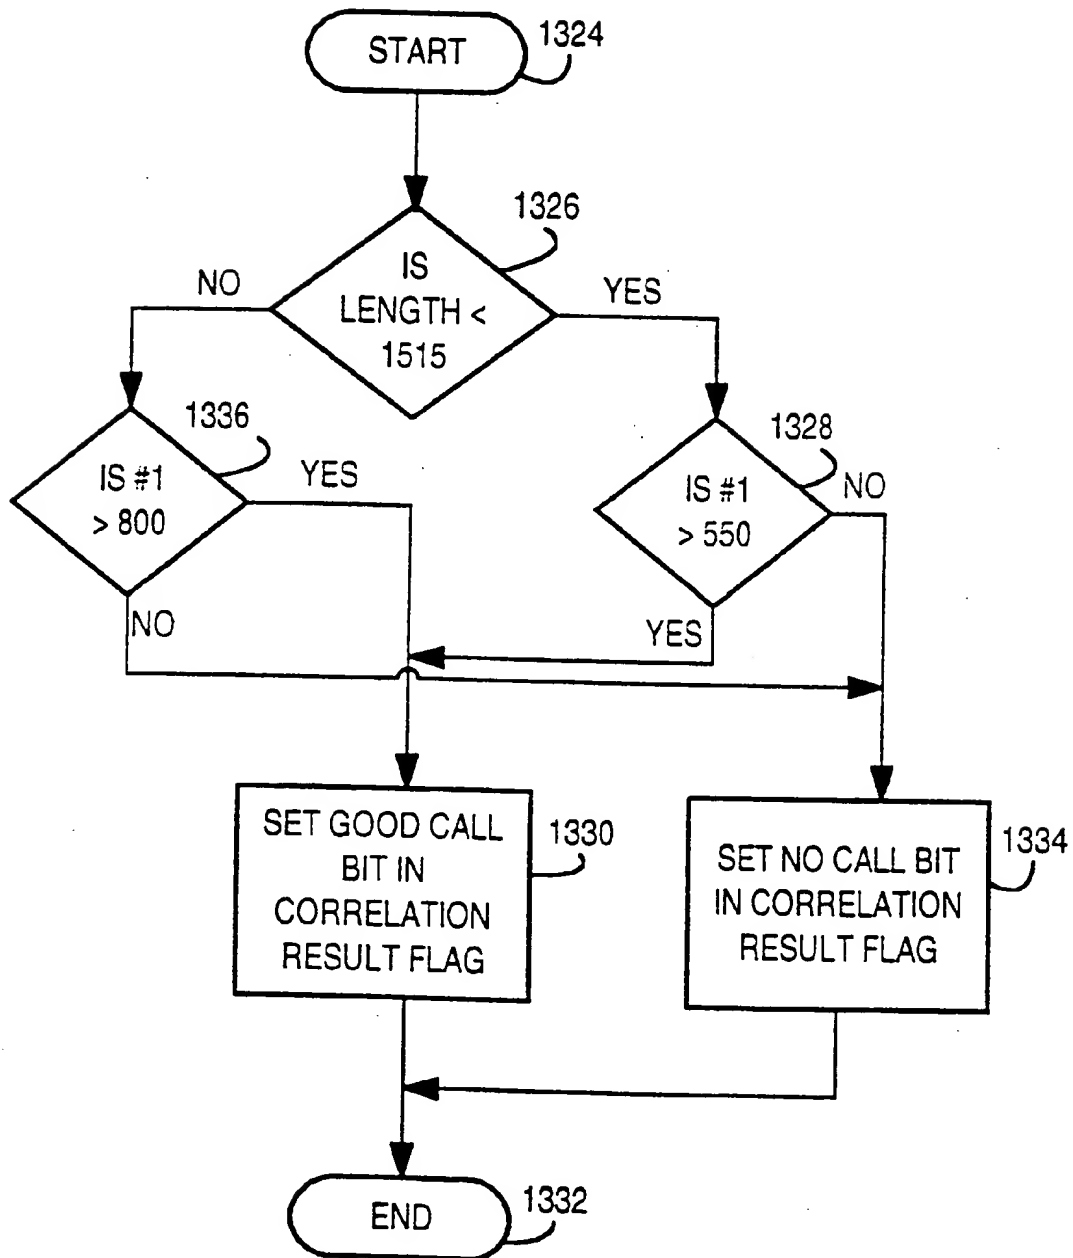 START
1324
1326
IS
LENGTH <
1515
NO
YES
1336
IS #1
> 800
YES
NO
1328
IS #1
> 550
NO
YES
SET GOOD CALL
BIT IN
CORRELATION
RESULT FLAG
1330
SET NO CALL BIT
IN CORRELATION
RESULT FLAG
1334
END
1332